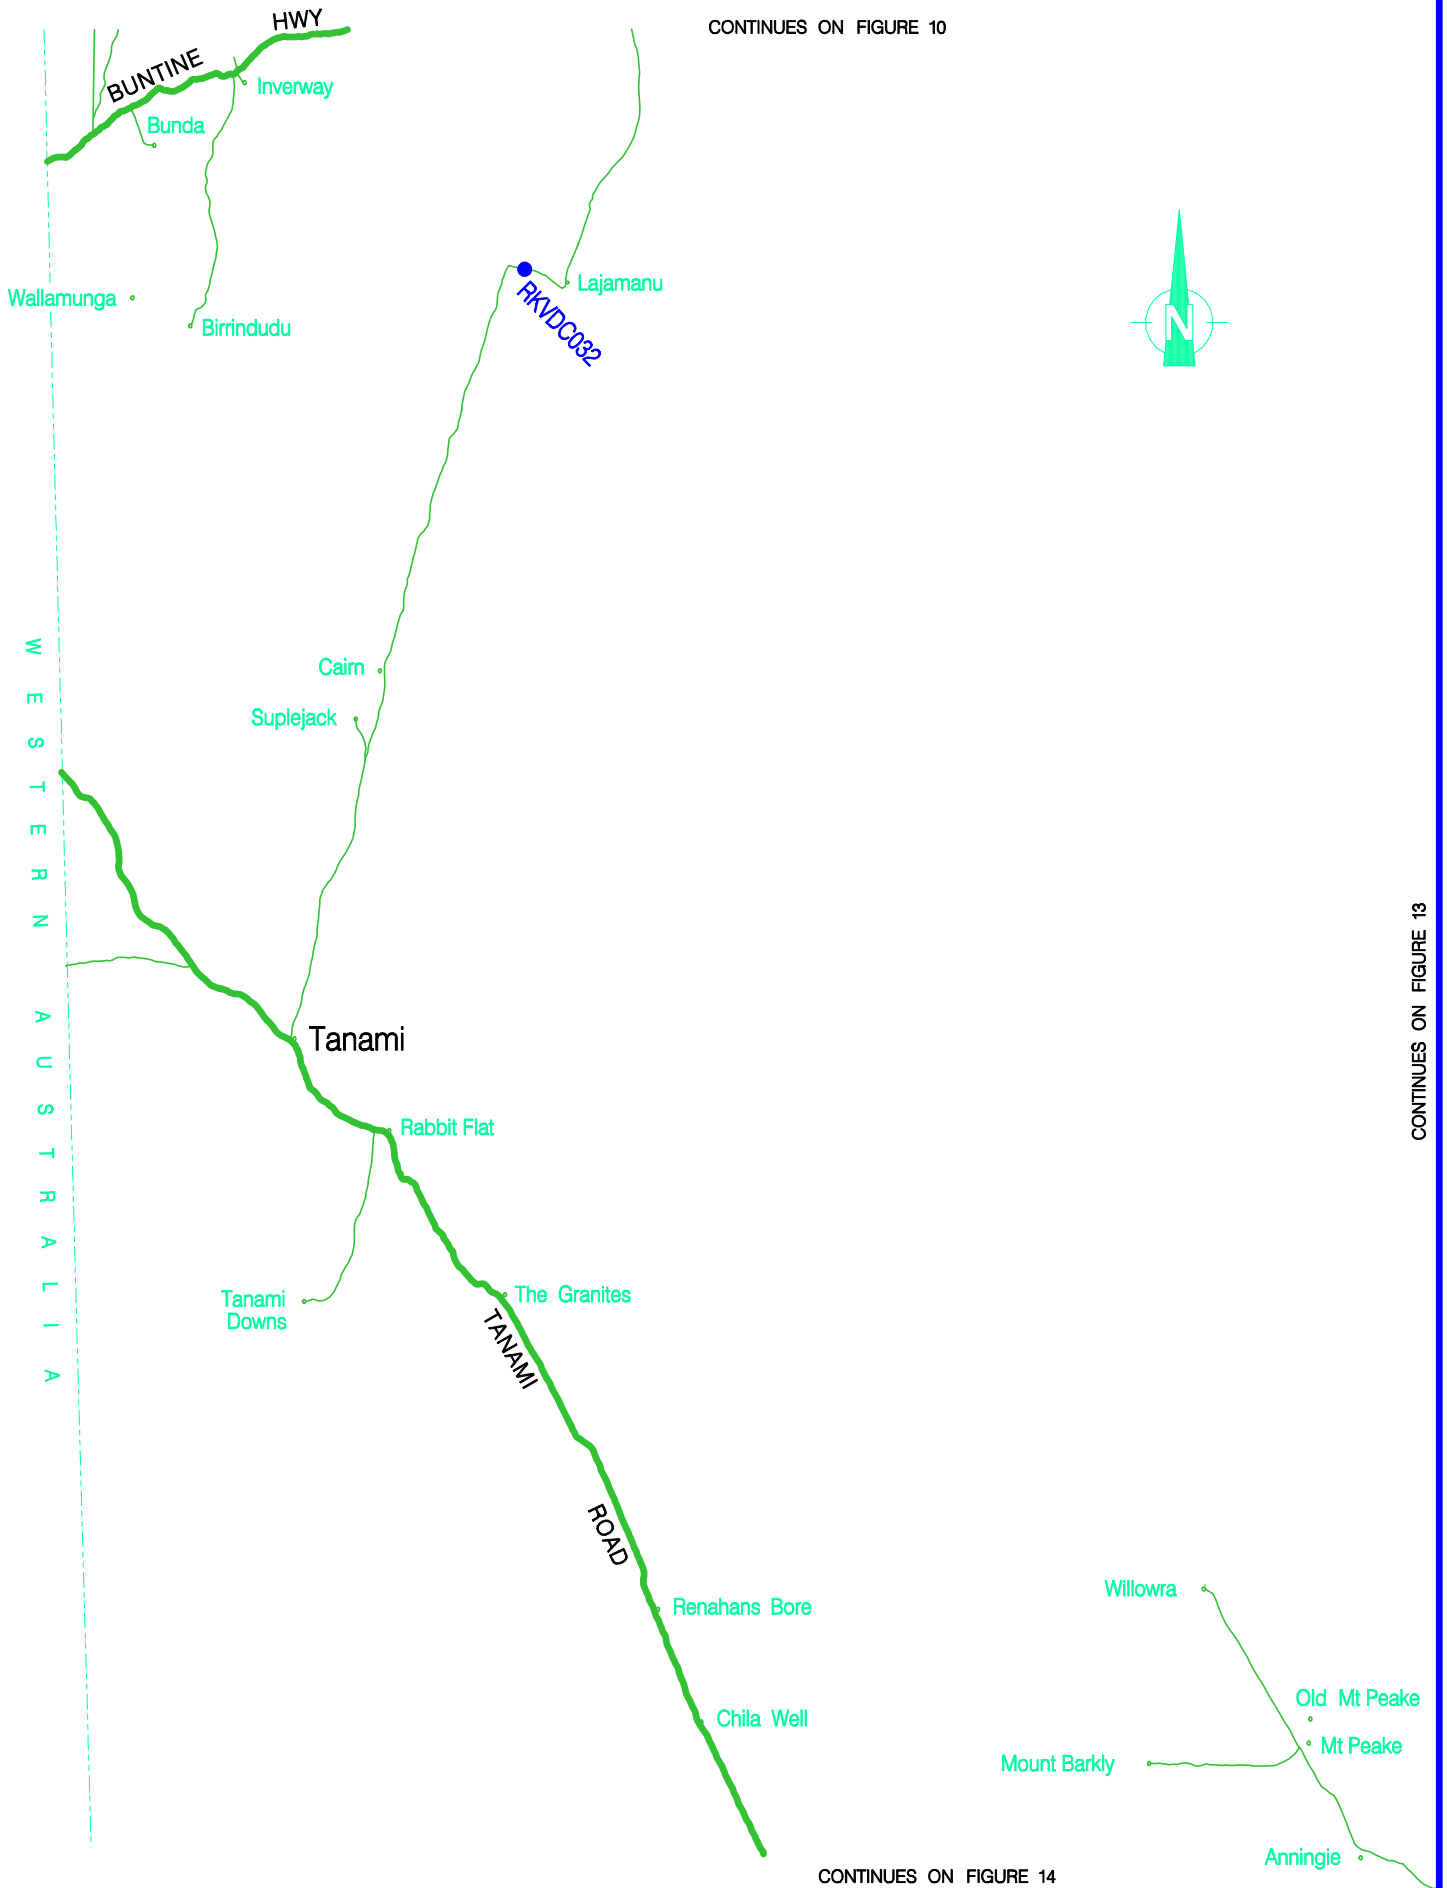 CONTINUES ON FIGURE 10
BUNTINE HWY
Inverway
Bunda
Lajamanu
RKVDC032
Wallamunga
Birrindudu
N
WESTERN AUSTRALIA
Cairn
Suplejack
CONTINUES ON FIGURE 13
Tanami
Rabbit Flat
Tanami
Downs
The Granites
TANAMI ROAD
Willowra
Renahans Bore
Old Mt Peake
Chila Well
Mt Peake
Mount Barkly
Anningie
CONTINUES ON FIGURE 14